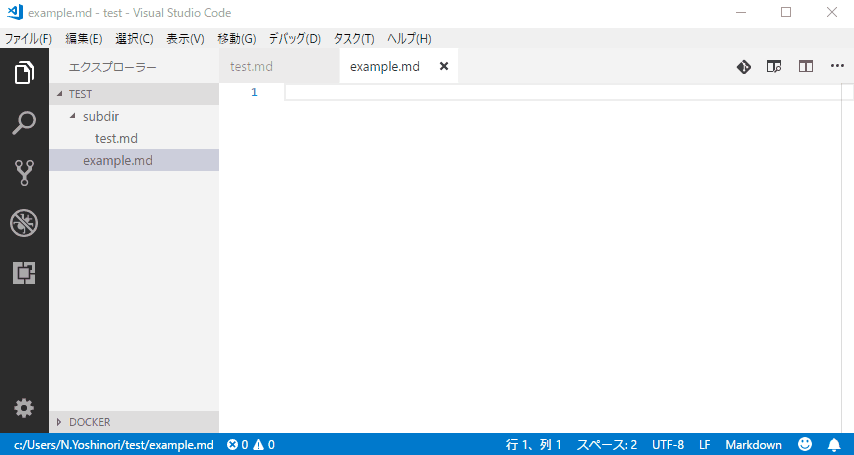 example.md - test - Visual Studio Code
ファイル(F) 編集(E) 選択(C) 表示(V) 移動(G) デバッグ(D) タスク(T) ヘルプ(H)
エクスプローラー
test.md example.md
TEST
1
subdir
test.md
example.md
DOCKER
c:/Users/N.Yoshinori/test/example.md 0 0 行 1、列 1 スペース: 2 UTF-8 LF Markdown